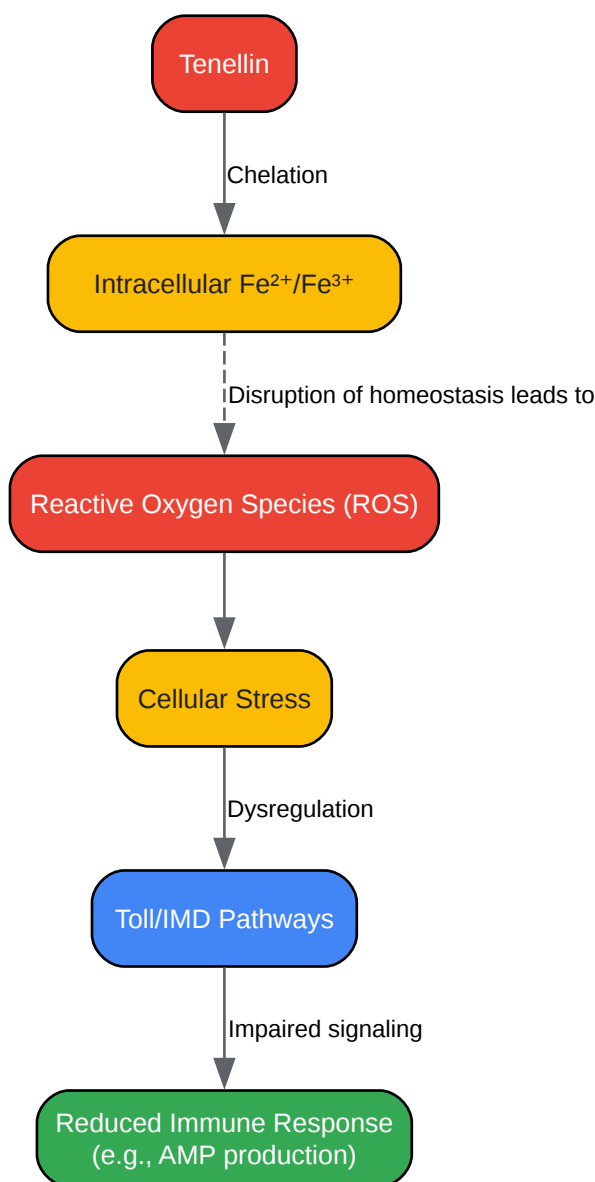 Tenellin
Chelation
Intracellular Fe²⁺/Fe³⁺
Disruption of homeostasis leads to
Reactive Oxygen Species (ROS)
Cellular Stress
Dysregulation
Toll/IMD Pathways
Impaired signaling
Reduced Immune Response
(e.g., AMP production)